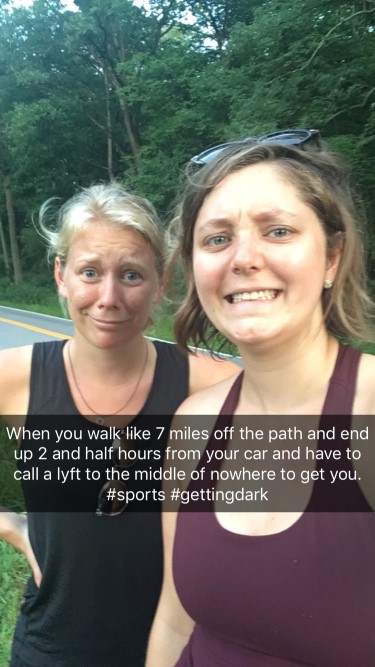 When you walk like 7 miles off the path and end
up 2 and half hours from your car and have to
call a lyft to the middle of nowhere to get you.
#sports #gettingdark